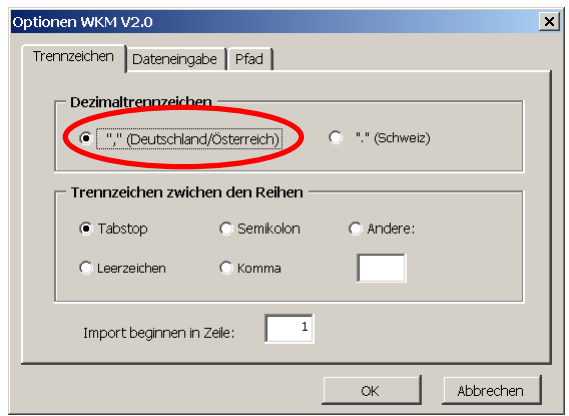 Optionen WKM V2.0
Trennzeichen Dateneingabe Pfad
Dezimaltrennzeichen
"," (Deutschland/Österreich) "." (Schweiz)
Trennzeichen zwichen den Reihen
Tabstop Semikolon Andere:
Leerzeichen Komma
Import beginnen in Zeile: 1
OK Abbrechen